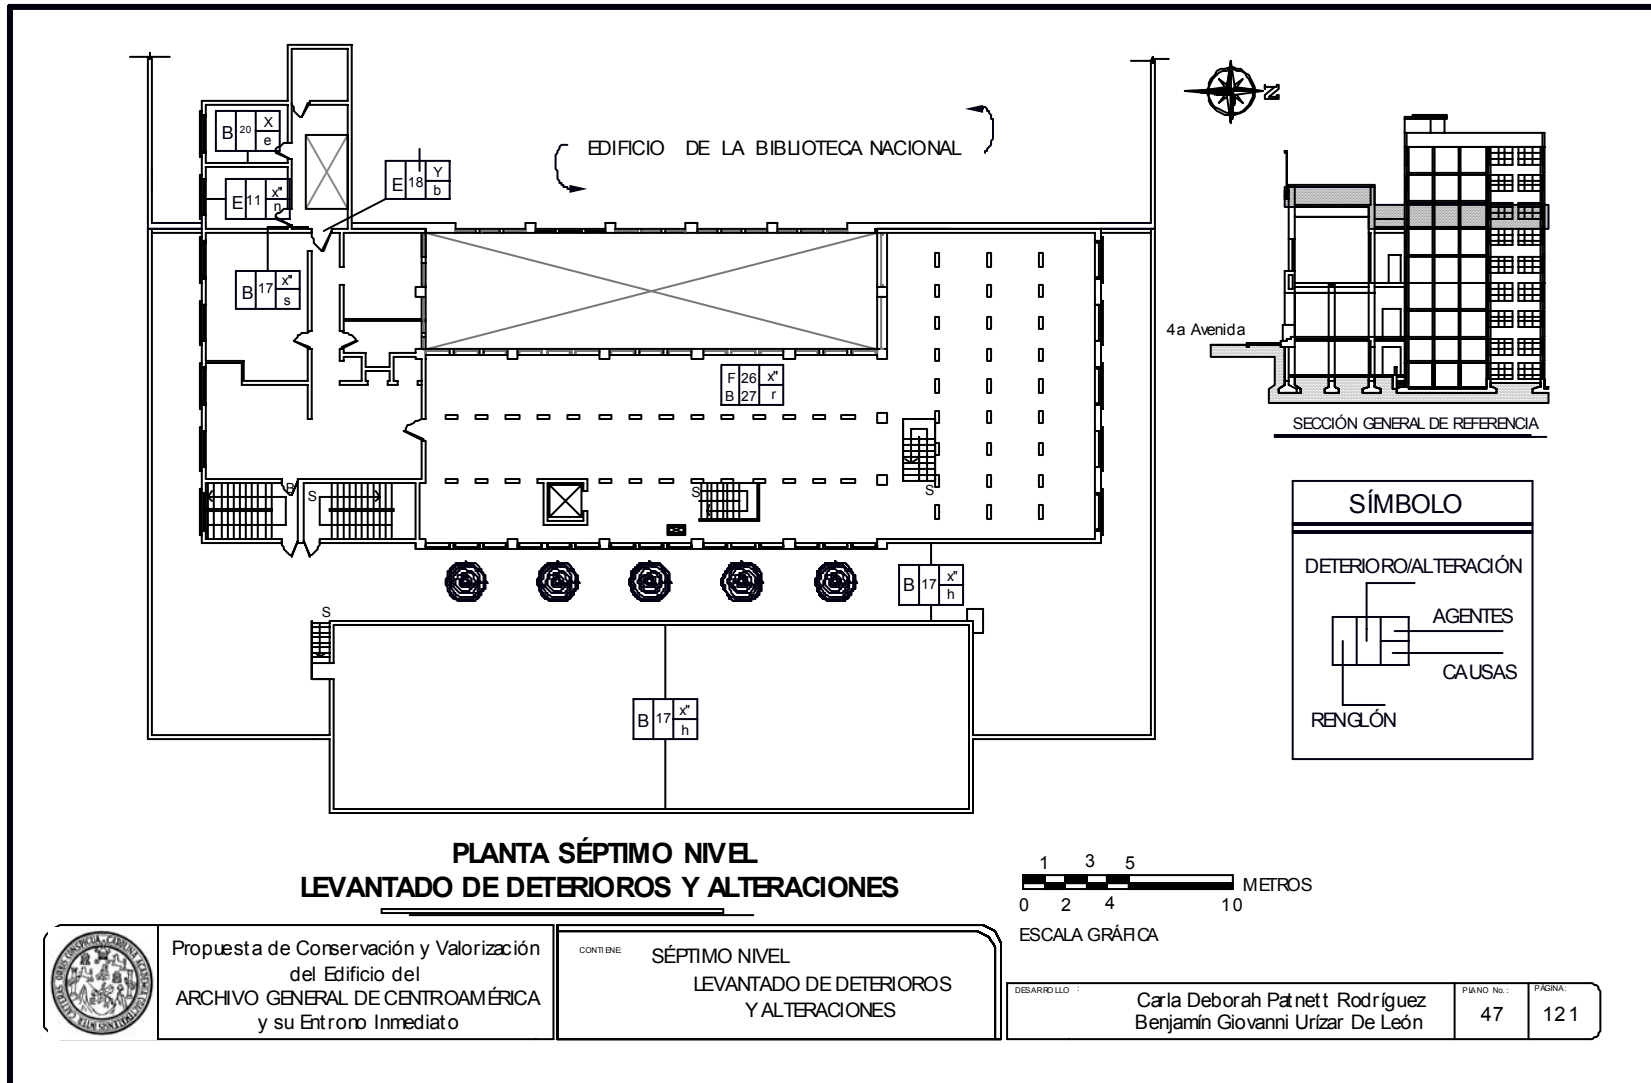 EDIFICIO DE LA BIBLIOTECA NACIONAL
N
B 20 X e
E 18 Y b
E 11 x" n
B 17 x" s
4a Avenida
F 26 x"
B 27 r
SECCIÓN GENERAL DE REFERENCIA
B
S
S
S
SÍMBOLO
DETERIORO/ALTERACIÓN
AGENTES
CAUSAS
RENGLÓN
B 17 x" h
S
B 17 x" h
PLANTA SÉPTIMO NIVEL
LEVANTADO DE DETERIOROS Y ALTERACIONES
1 3 5
METROS
0 2 4 10
ESCALA GRÁFICA
Propuesta de Conservación y Valorización
del Edificio del
ARCHIVO GENERAL DE CENTROAMÉRICA
y su Entrono Inmediato
CONTIENE:
SÉPTIMO NIVEL
LEVANTADO DE DETERIOROS
Y ALTERACIONES
DESARROLLO :
Carla Deborah Patnett Rodríguez
Benjamín Giovanni Urízar De León
PLANO No.:
47
PÁGINA:
121